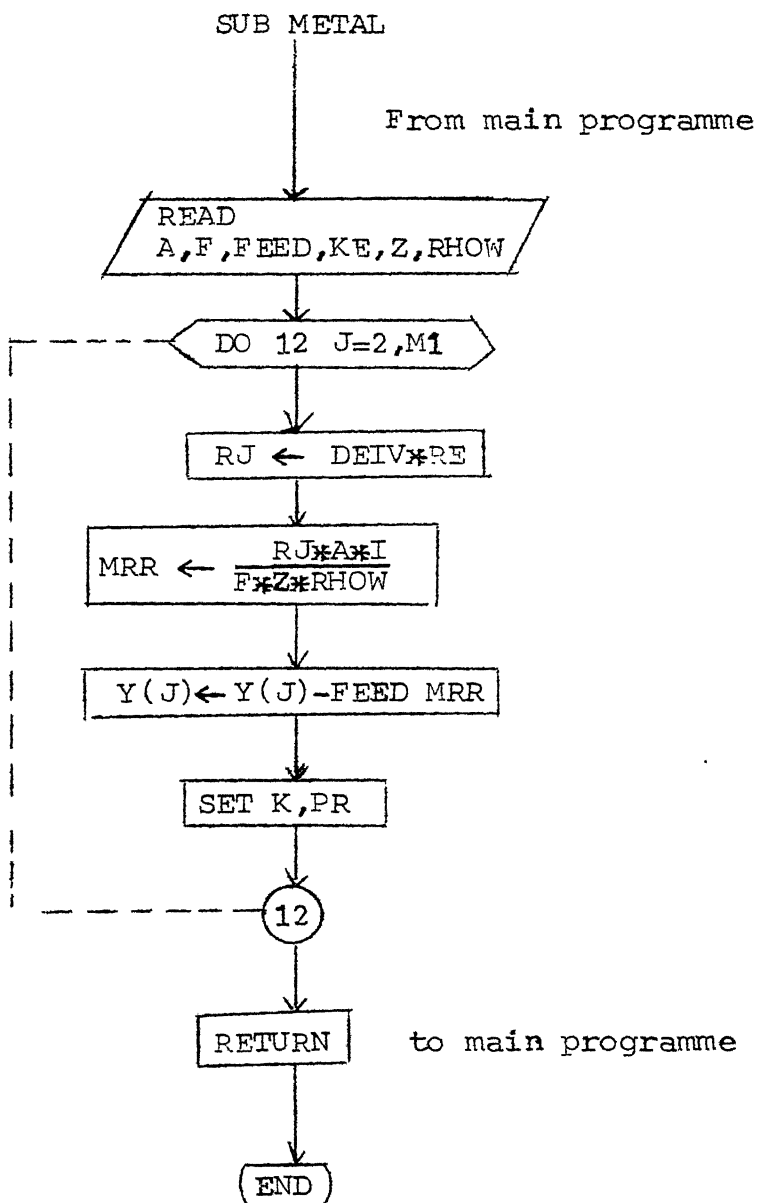 SUB METAL
From main programme
READ
A,F,FEED,KE,Z,RHOW
DO 12 J=2,M1
RJ ← DEIV*RE
MRR ← RJ*A*I
F*Z*RHOW
Y(J)← Y(J)-FEED MRR
SET K,PR
12
RETURN
to main programme
END